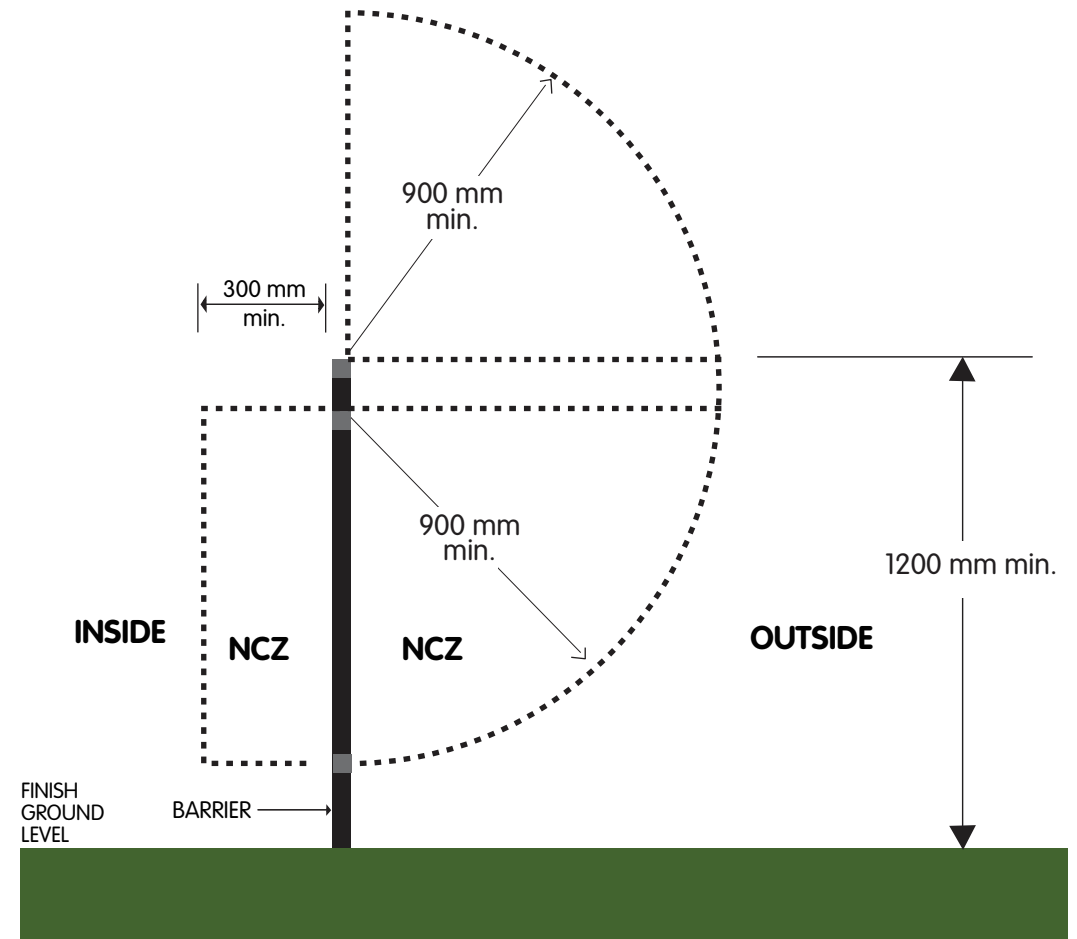 900 mm
min.
300 mm
min.
900 mm
min.
1200 mm min.
INSIDE
NCZ
NCZ
OUTSIDE
FINISH
GROUND
LEVEL
BARRIER